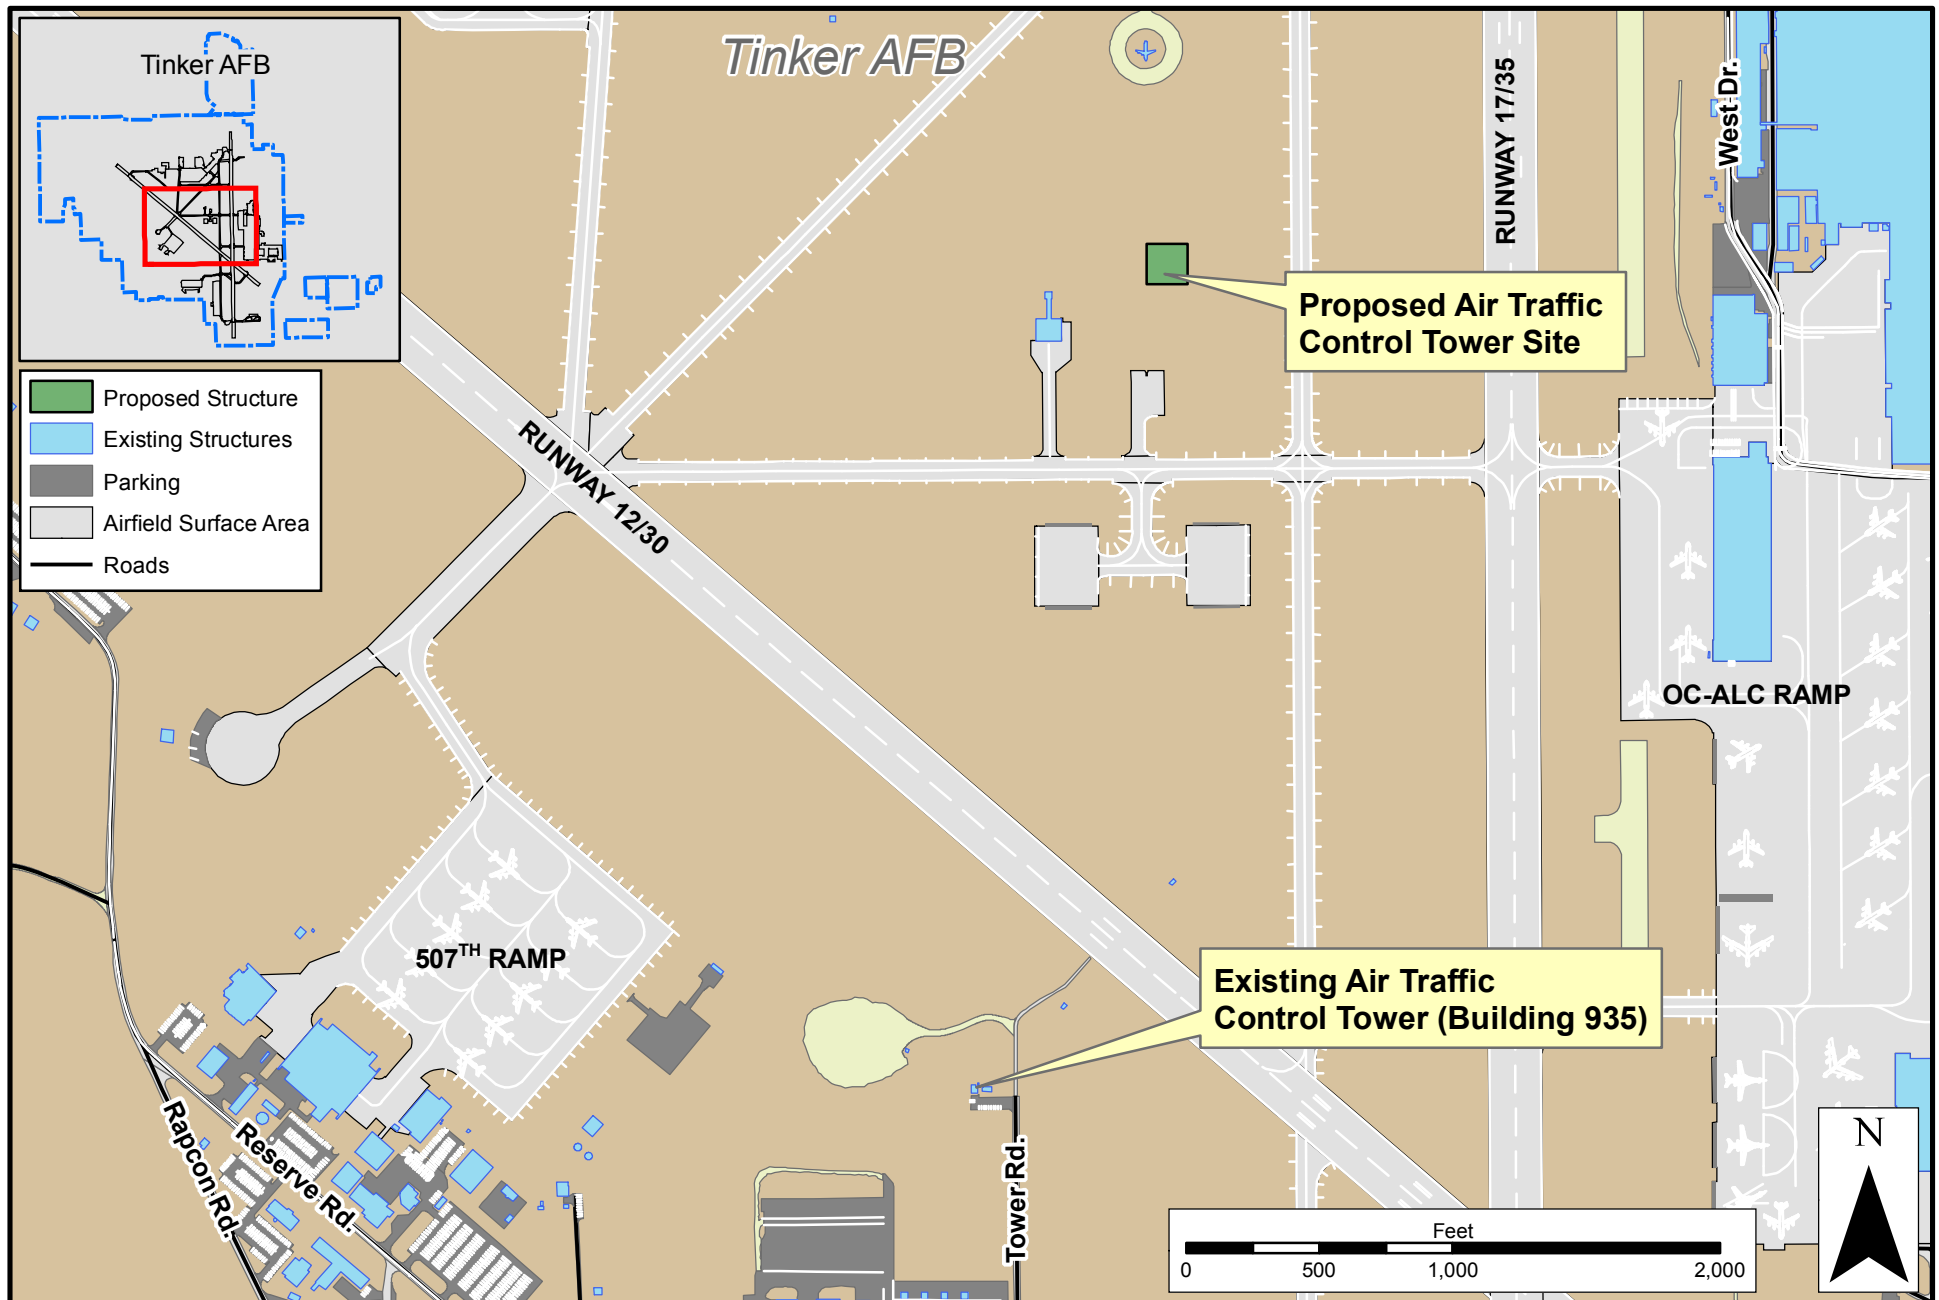 Tinker AFB
Tinker AFB
RUNWAY 17/35
West Dr.
Proposed Air Traffic
Control Tower Site
Proposed Structure
Existing Structures
Parking
Airfield Surface Area
Roads
RUNWAY 12/30
OC-ALC RAMP
507TH RAMP
Existing Air Traffic
Control Tower (Building 935)
Rapcon Rd.
Reserve Rd.
Tower Rd.
N
Feet
0 500 1,000 2,000